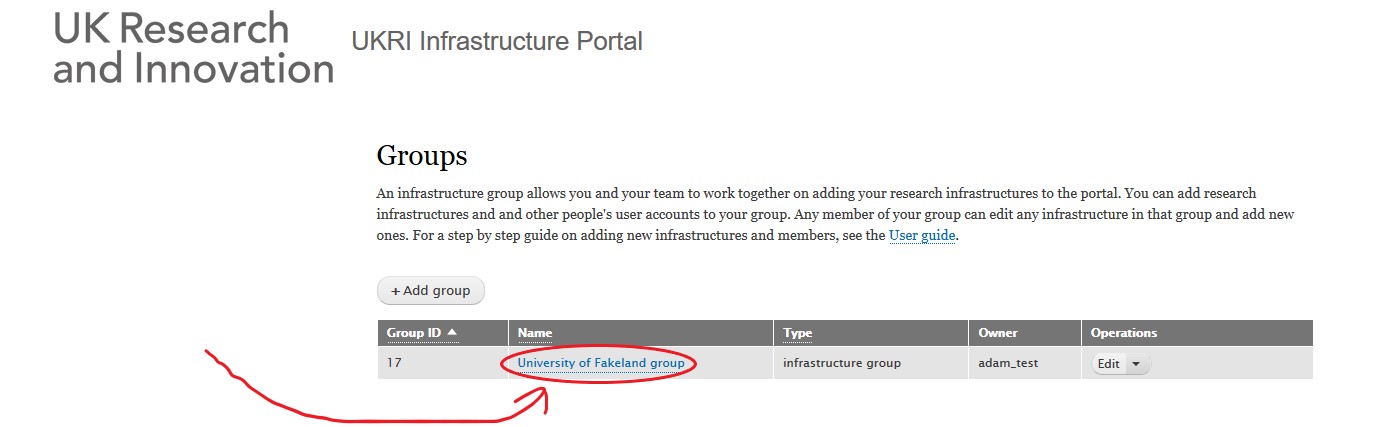 UK Research
and Innovation
UKRI Infrastructure Portal
Groups
An infrastructure group allows you and your team to work together on adding your research infrastructures to the portal. You can add research
infrastructures and and other people's user accounts to your group. Any member of your group can edit any infrastructure in that group and add new
ones. For a step by step guide on adding new infrastructures and members, see the User guide.
+ Add group
Group ID Name Type Owner Operations
17 University of Fakeland group infrastructure group adam_test Edit